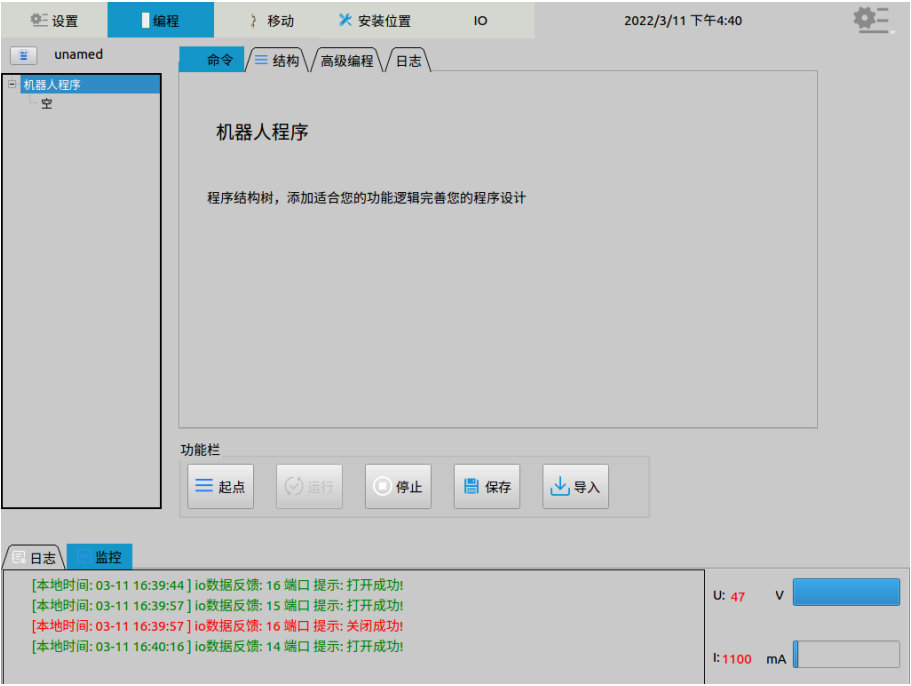 设置 编程 移动 安装位置 IO 2022/3/11 下午4:40
unamed
命令 结构 高级编程 日志
机器人程序
空
机器人程序
程序结构树，添加适合您的功能逻辑完善您的程序设计
功能栏
起点 运行 停止 保存 导入
日志 监控
[本地时间: 03-11 16:39:44 ] io数据反馈: 16 端口 提示: 打开成功!
[本地时间: 03-11 16:39:57 ] io数据反馈: 15 端口 提示: 打开成功!
[本地时间: 03-11 16:39:57 ] io数据反馈: 16 端口 提示: 关闭成功!
[本地时间: 03-11 16:40:16 ] io数据反馈: 14 端口 提示: 打开成功!
U: 47 V
I: 1100 mA